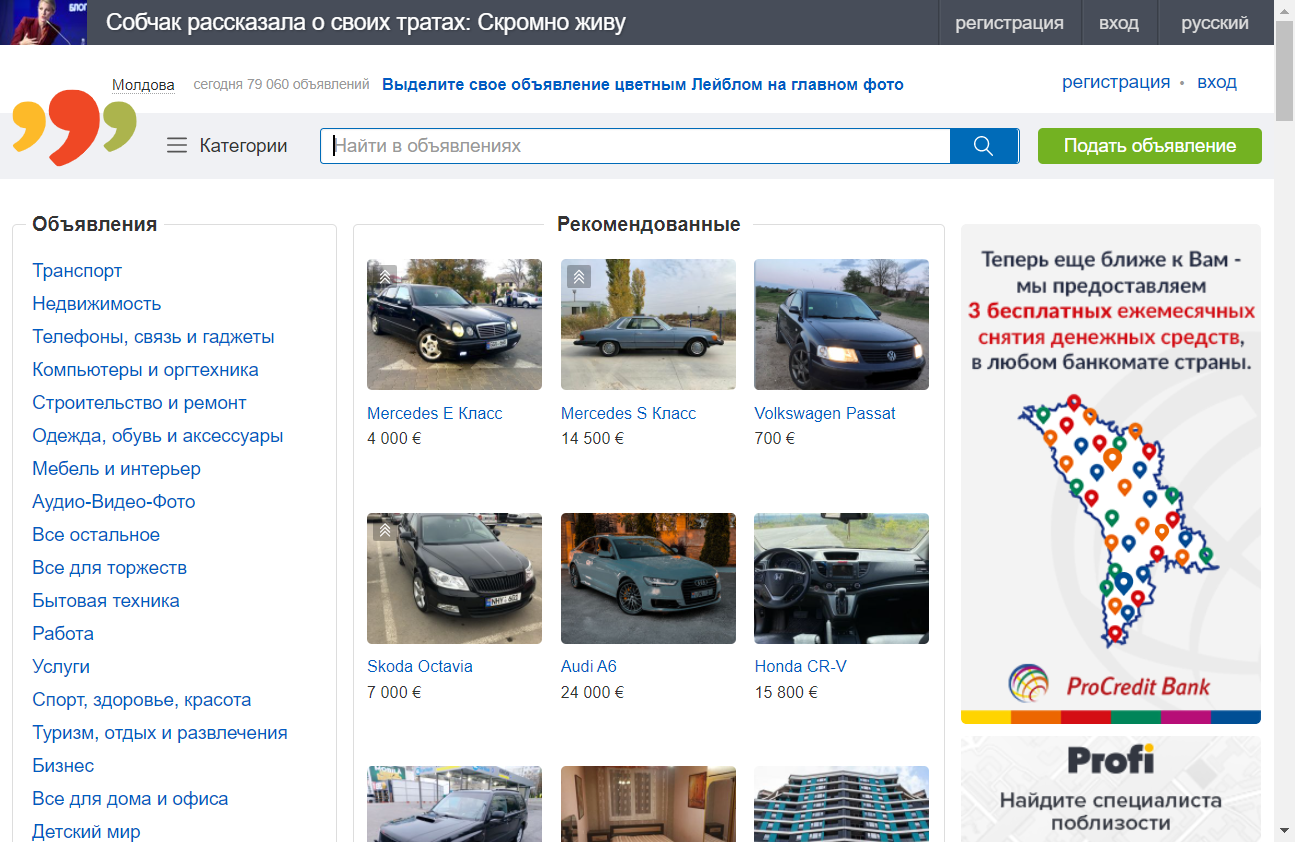 Собчак рассказала о своих тратах: Скромно живу
регистрация
вход
русский
Молдова
сегодня 79 060 объявлений
Выделите свое объявление цветным Лейблом на главном фото
регистрация • вход
Категории
Найти в объявлениях
Подать объявление
Объявления
Транспорт
Недвижимость
Телефоны, связь и гаджеты
Компьютеры и оргтехника
Строительство и ремонт
Одежда, обувь и аксессуары
Мебель и интерьер
Аудио-Видео-Фото
Все остальное
Все для торжеств
Бытовая техника
Работа
Услуги
Спорт, здоровье, красота
Туризм, отдых и развлечения
Бизнес
Все для дома и офиса
Детский мир
Рекомендованные
Mercedes E Класс
4 000 €
Mercedes S Класс
14 500 €
Volkswagen Passat
700 €
Skoda Octavia
7 000 €
Audi A6
24 000 €
Honda CR-V
15 800 €
Теперь еще ближе к Вам -
мы предоставляем
3 бесплатных ежемесячных
снятия денежных средств,
в любом банкомате страны.
ProCredit Bank
Profi
Найдите специалиста
поблизости